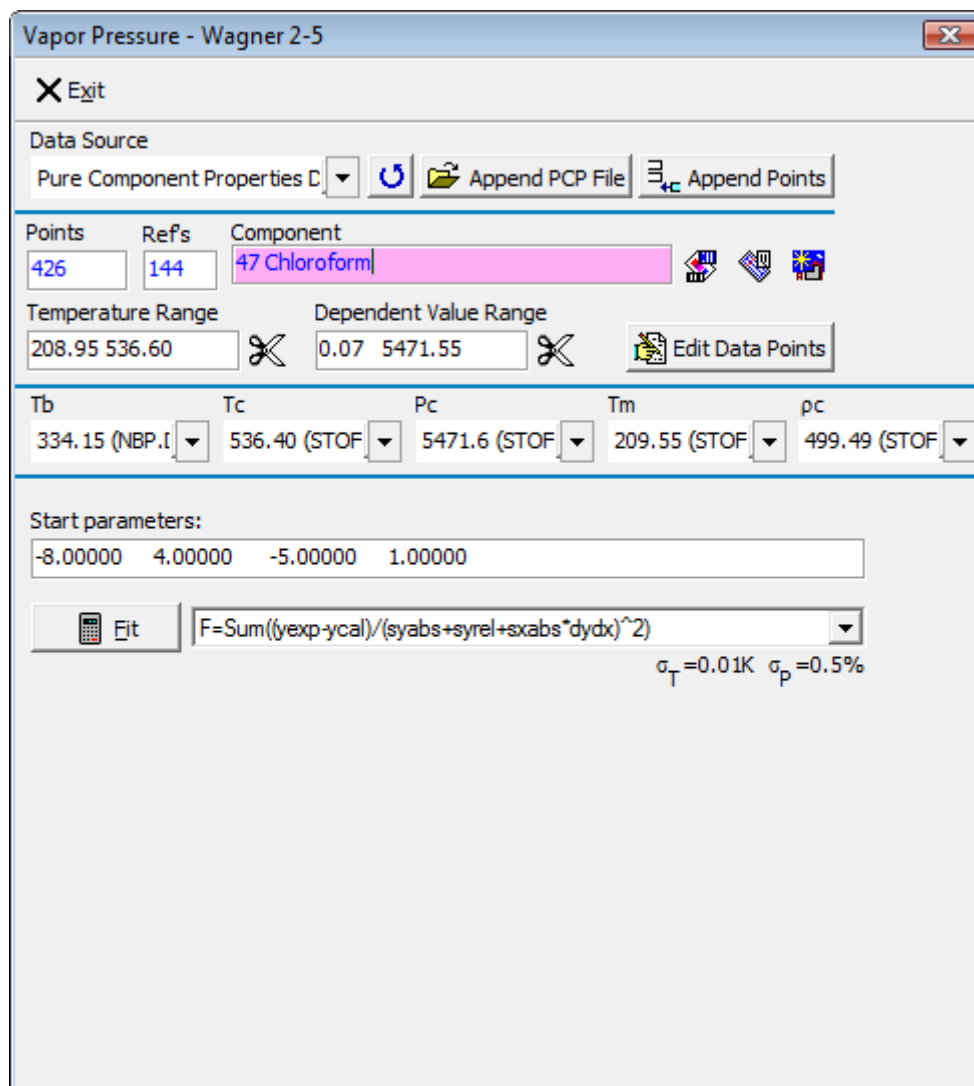 Vapor Pressure - Wagner 2-5
Exit
Data Source
Pure Component Properties D Append PCP File Append Points
Points Ref's Component
426 144 47 Chloroform
Temperature Range Dependent Value Range
208.95 536.60 0.07 5471.55 Edit Data Points
Tb Tc Pc Tm ρc
334.15 (NBP.D 536.40 (STOF 5471.6 (STOF 209.55 (STOF 499.49 (STOF
Start parameters:
-8.00000 4.00000 -5.00000 1.00000
Fit F=Sum((yexp-ycal)/(syabs+syrel+sxabs*dydx)^2)
σT=0.01K σP=0.5%